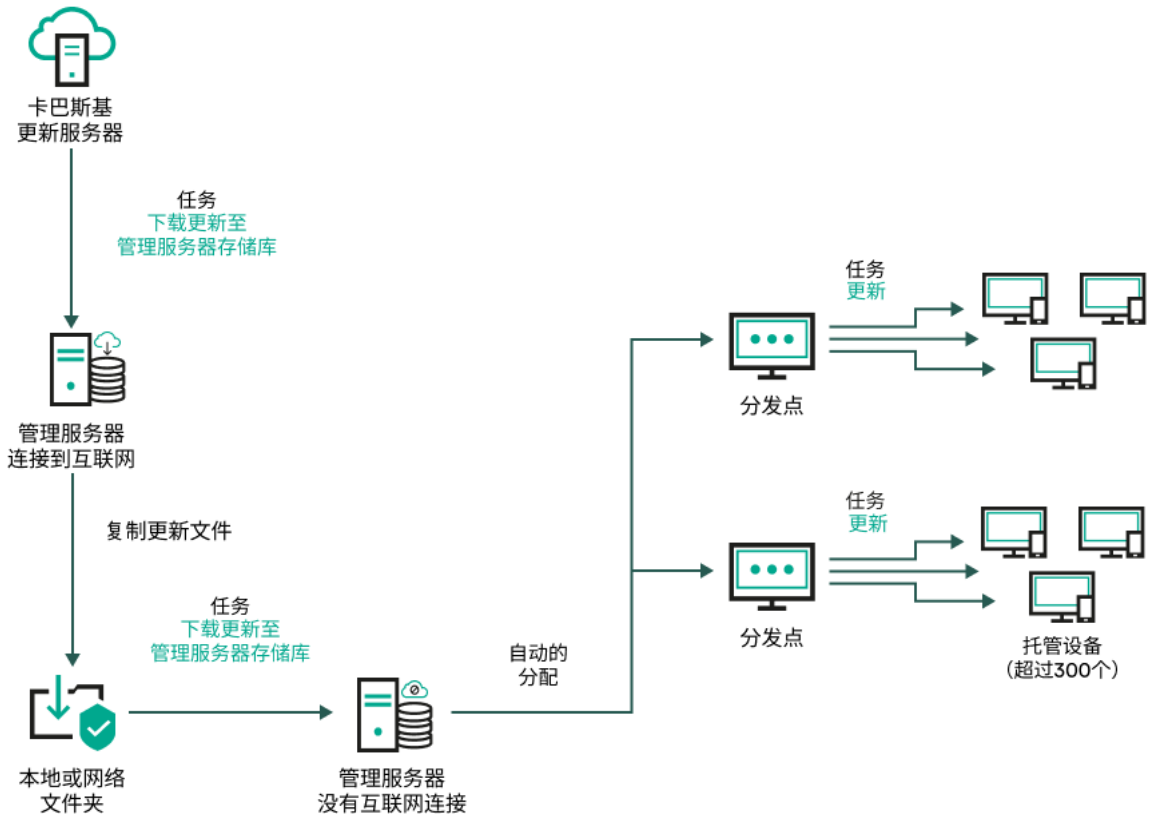 卡巴斯基
更新服务器
任务
下载更新至
管理服务器存储库
管理服务器
连接到互联网
复制更新文件
任务
下载更新至
管理服务器存储库
本地或网络
文件夹
管理服务器
没有互联网连接
自动的
分配
任务
更新
分发点
任务
更新
分发点
托管设备
（超过300个）